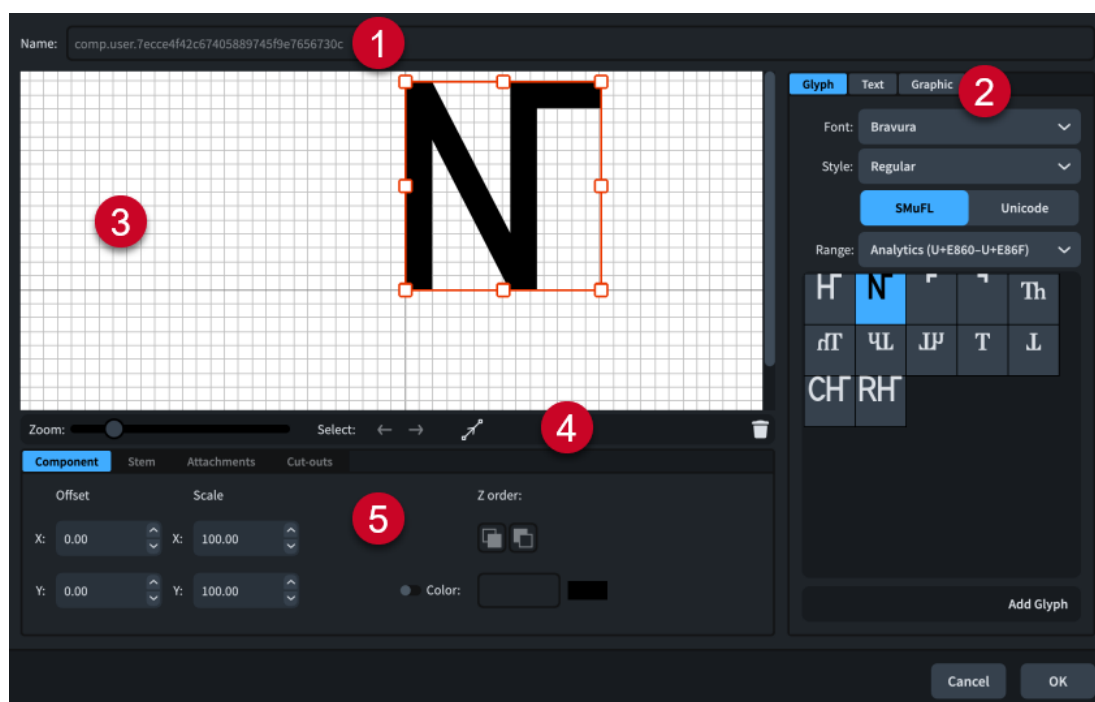 Name: comp.user.7ecce4f42c67405889745f9e7656730c
1
Glyph Text Graphic
2
Font: Bravura
Style: Regular
SMuFL Unicode
Range: Analytics (U+E860–U+E86F)
3
N
H N Th
T
CH RH
Zoom: Select:
4
Component Stem Attachments Cut-outs
Offset Scale Z order:
5
X: 0.00 X: 100.00
Y: 0.00 Y: 100.00 Color:
Add Glyph
Cancel OK